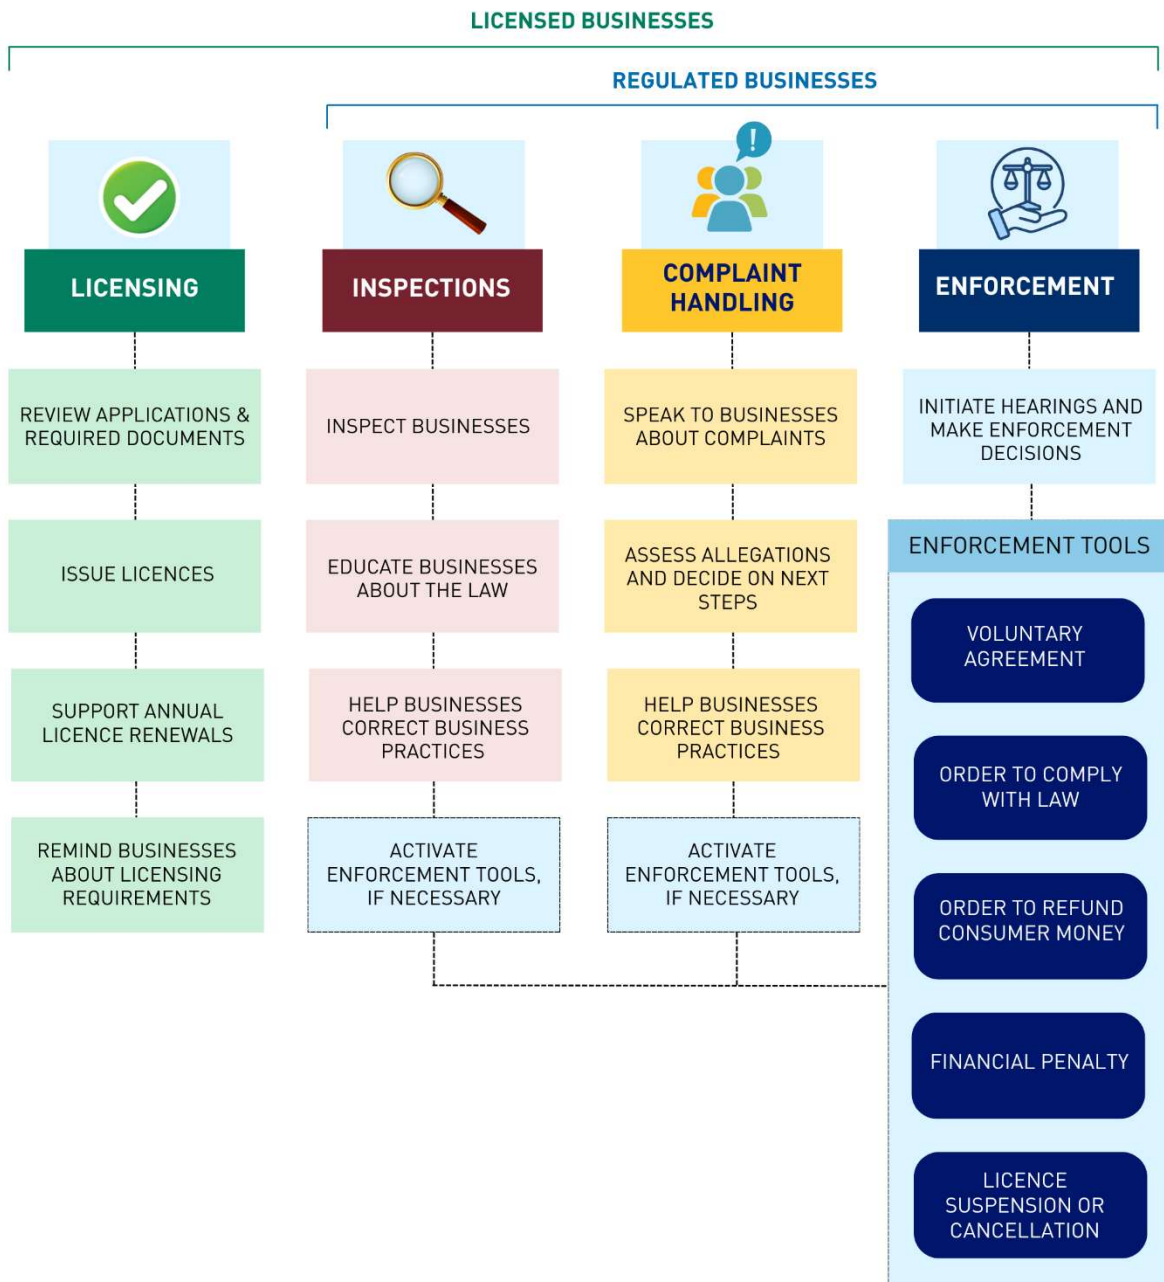 LICENSED BUSINESSES
REGULATED BUSINESSES
!
LICENSING
REVIEW APPLICATIONS &
REQUIRED DOCUMENTS
ISSUE LICENCES
SUPPORT ANNUAL
LICENCE RENEWALS
REMIND BUSINESSES
ABOUT LICENSING
REQUIREMENTS
INSPECTIONS
INSPECT BUSINESSES
EDUCATE BUSINESSES
ABOUT THE LAW
HELP BUSINESSES
CORRECT BUSINESS
PRACTICES
ACTIVATE
ENFORCEMENT TOOLS,
IF NECESSARY
COMPLAINT
HANDLING
SPEAK TO BUSINESSES
ABOUT COMPLAINTS
ASSESS ALLEGATIONS
AND DECIDE ON NEXT
STEPS
HELP BUSINESSES
CORRECT BUSINESS
PRACTICES
ACTIVATE
ENFORCEMENT TOOLS,
IF NECESSARY
ENFORCEMENT
INITIATE HEARINGS AND
MAKE ENFORCEMENT
DECISIONS
ENFORCEMENT TOOLS
VOLUNTARY
AGREEMENT
ORDER TO COMPLY
WITH LAW
ORDER TO REFUND
CONSUMER MONEY
FINANCIAL PENALTY
LICENCE
SUSPENSION OR
CANCELLATION